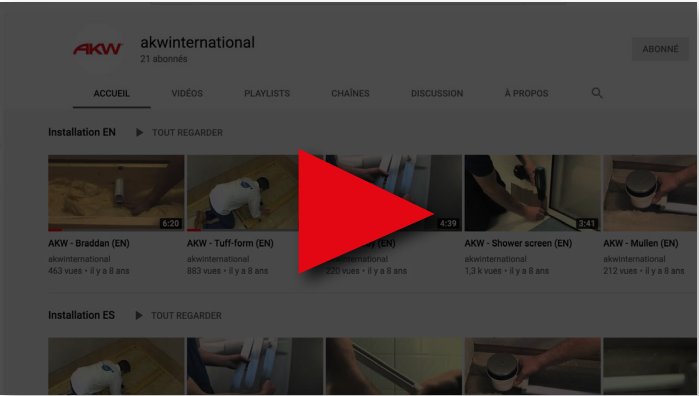 AKW
akwinternational
21 abonnés
ABONNÉ
ACCUEIL
VIDÉOS
PLAYLISTS
CHAÎNES
DISCUSSION
À PROPOS
Installation EN
TOUT REGARDER
6:20
4:39
3:41
AKW - Braddan (EN)
akwinternational
463 vues • il y a 8 ans
AKW - Tuff-form (EN)
akwinternational
683 vues • il y a 8 ans
(EN)
akwinternational
220 vues • il y a 8 ans
AKW - Shower screen (EN)
akwinternational
1,3 k vues • il y a 8 ans
AKW - Mullen (EN)
akwinternational
212 vues • il y a 8 ans
Installation ES
TOUT REGARDER